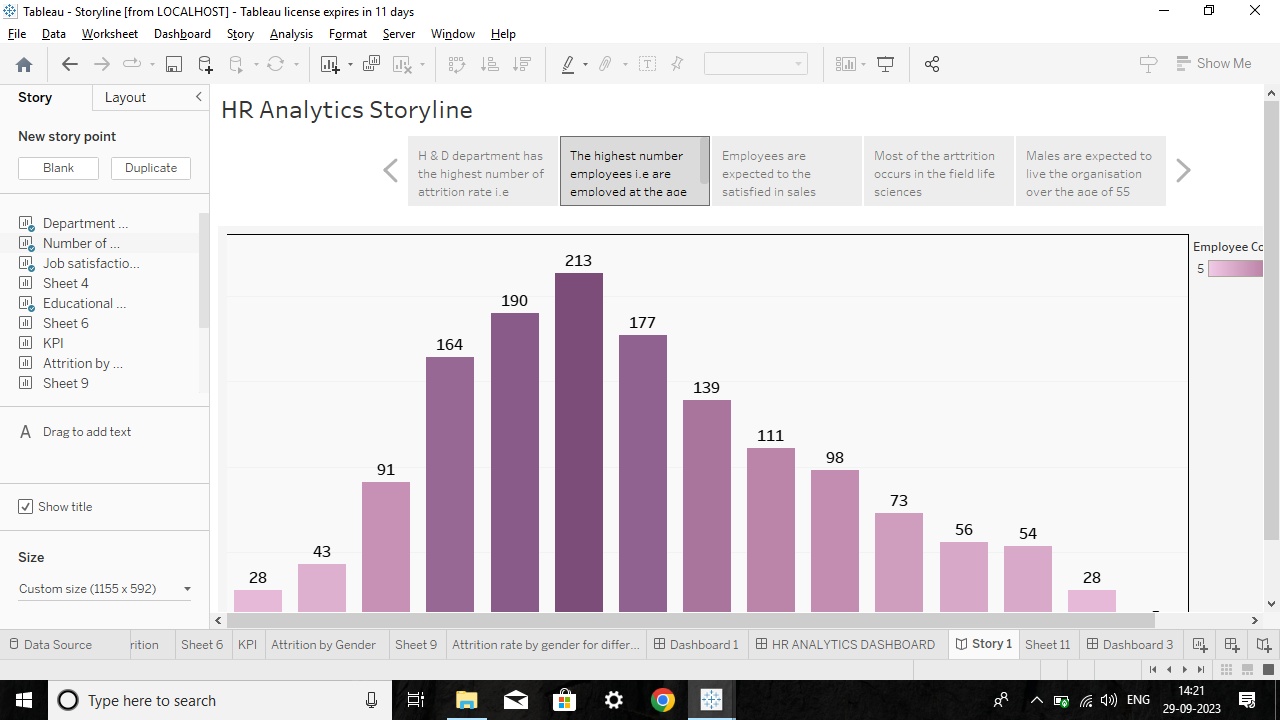 Tableau - Storyline [from LOCALHOST] - Tableau license expires in 11 days
File Data Worksheet Dashboard Story Analysis Format Server Window Help
Show Me
Story Layout
New story point
Blank Duplicate
Department ...
Number of ...
Job satisfactio...
Sheet 4
Educational ...
Sheet 6
KPI
Attrition by ...
Sheet 9
A Drag to add text
Show title
Size
Custom size (1155 x 592)
HR Analytics Storyline
H & D department has
the highest number of
attrition rate i.e
The highest number
employees i.e are
employed at the age
Employees are
expected to the
satisfied in sales
Most of the arttrition
occurs in the field life
sciences
Males are expected to
live the organisation
over the age of 55
Employee Co
5
213
190
177
164
139
111
98
91
73
56
54
43
28
28
Data Source rition Sheet 6 KPI Attrition by Gender Sheet 9 Attrition rate by gender for differ... Dashboard 1 HR ANALYTICS DASHBOARD Story 1 Sheet 11 Dashboard 3
Type here to search
ENG
14:21
29-09-2023